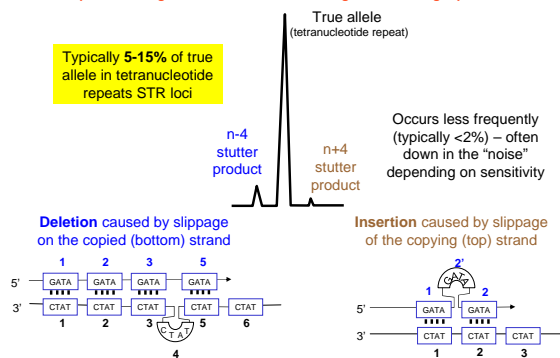 True allele
(tetranucleotide repeat)
Typically 5-15% of true
allele in tetranucleotide
repeats STR loci
Occurs less frequently
(typically <2%) – often
down in the “noise”
depending on sensitivity
n-4
stutter
product
n+4
stutter
product
Deletion caused by slippage
on the copied (bottom) strand
1 2 3 5
5’ GATA GATA GATA GATA
3’ CTAT CTAT CTAT CTAT CTAT
1 2 3 5 6
C T A T
4
Insertion caused by slippage
of the copying (top) strand
2’
GATA
1 2
5’ GATA GATA
3’ CTAT CTAT CTAT
1 2 3